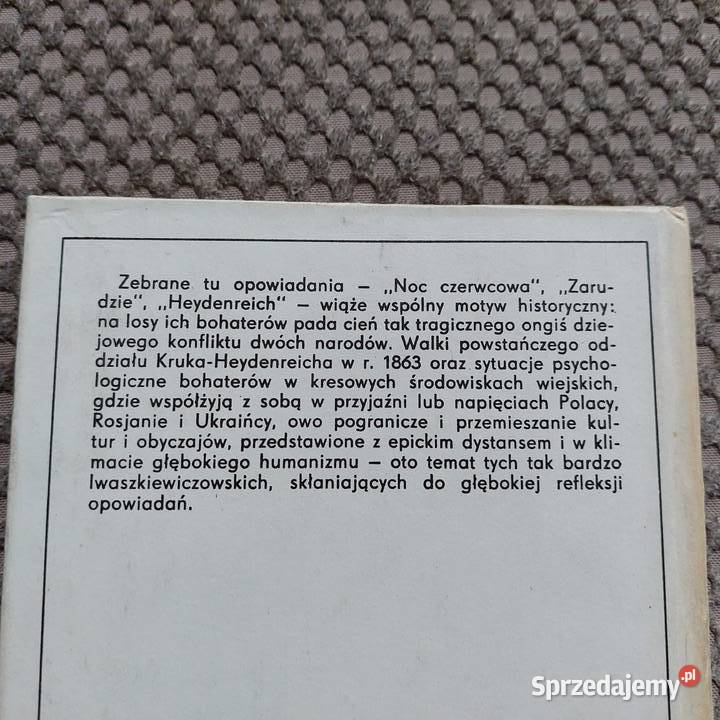 Zebrane tu opowiadania – „Noc czerwcowa", „Zaru-
dzie", „Heydenreich" – wiąże wspólny motyw historyczny:
na losy ich bohaterów pada cień tak tragicznego ongiś dzie-
jowego konfliktu dwóch narodów. Walki powstańczego od-
działu Kruka-Heydenreicha w r. 1863 oraz sytuacje psycho-
logiczne bohaterów w kresowych środowiskach wiejskich,
gdzie współżyją z sobą w przyjaźni lub napięciach Polacy,
Rosjanie i Ukraińcy, owo pogranicze i przemieszanie kul-
tur i obyczajów, przedstawione z epickim dystansem i w kli-
macie głębokiego humanizmu – oto temat tych tak bardzo
Iwaszkiewiczowskich, skłaniających do głębokiej refleksji
opowiadań.
Sprzedajemy.pl